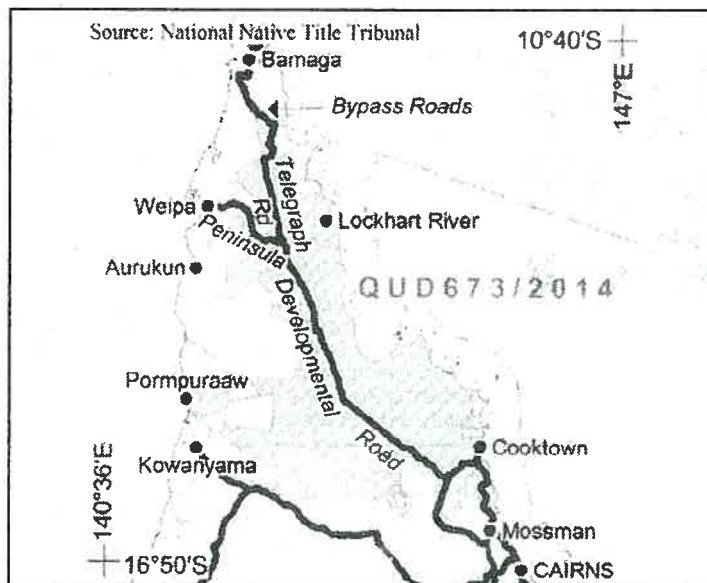 Source: National Native Title Tribunal
10°40'S
147°E
Bamaga
Bypass Roads
Telegraph
Rd
Weipa
Lockhart River
Peninsula
Aurukun
QUD673/2014
Developmental
Pormpuraaw
Road
Cooktown
Kowanyama
140°36'E
Mossman
16°50'S
CAIRNS